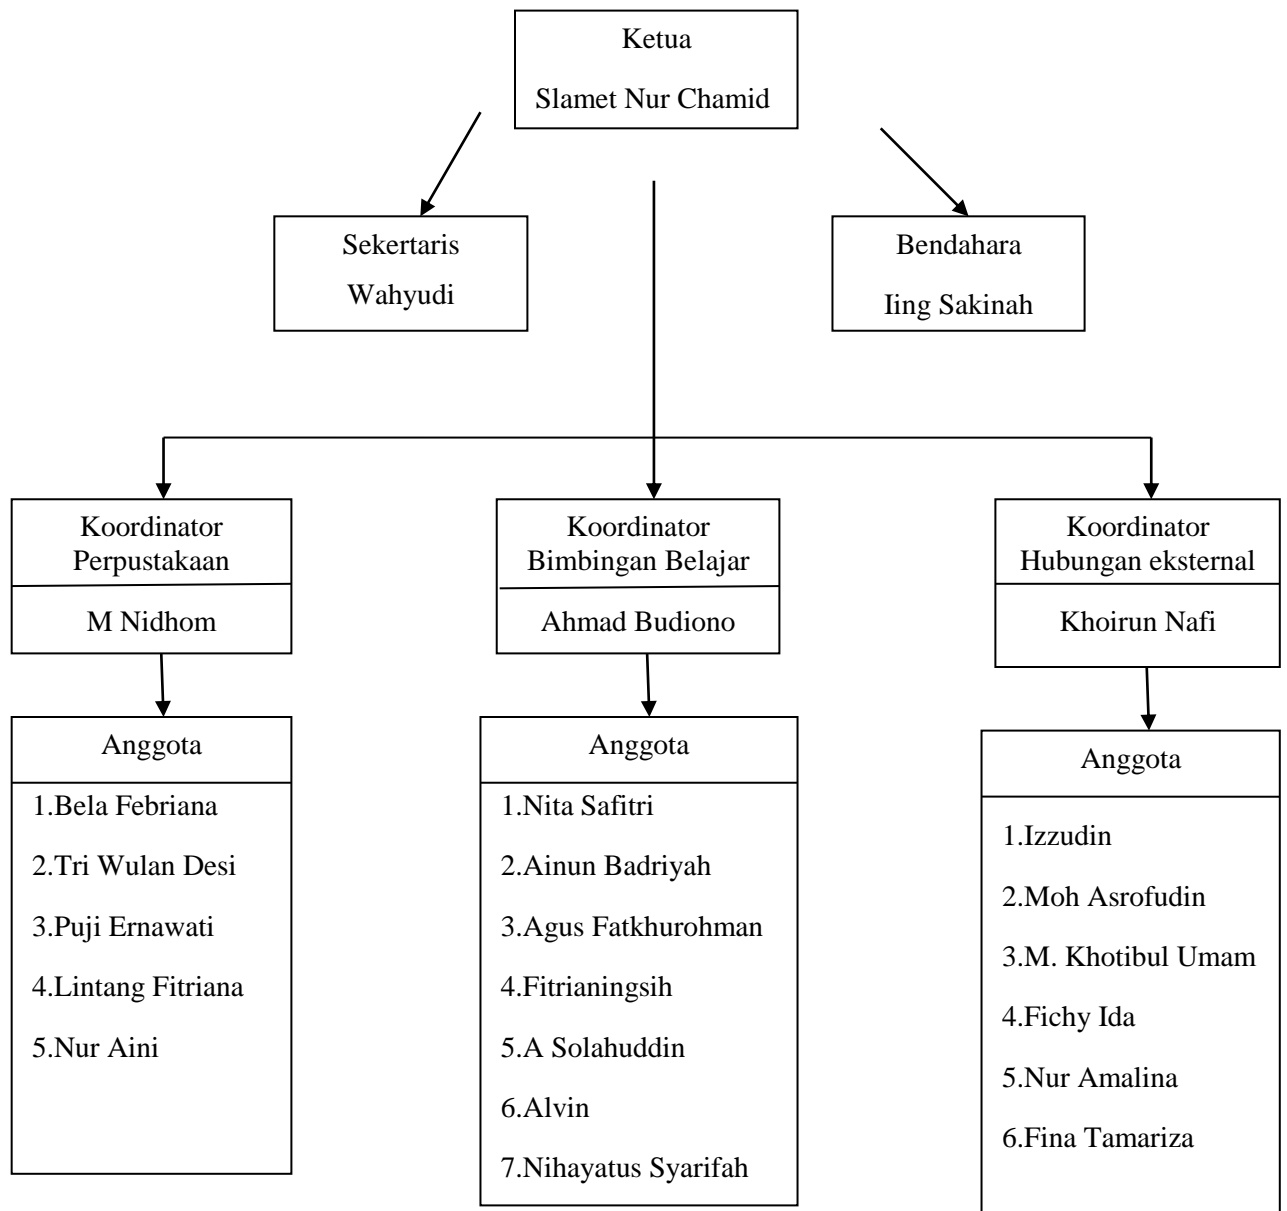 Ketua
Slamet Nur Chamid
Sekertaris
Wahyudi
Bendahara
Iing Sakinah
Koordinator
Perpustakaan
M Nidhom
Koordinator
Bimbingan Belajar
Ahmad Budiono
Koordinator
Hubungan eksternal
Khoirun Nafi
Anggota
1.Bela Febriana
2.Tri Wulan Desi
3.Puji Ernawati
4.Lintang Fitriana
5.Nur Aini
Anggota
1.Nita Safitri
2.Ainun Badriyah
3.Agus Fatkhurohman
4.Fitrianingsih
5.A Solahuddin
6.Alvin
7.Nihayatus Syarifah
Anggota
1.Izzudin
2.Moh Asrofudin
3.M. Khotibul Umam
4.Fichy Ida
5.Nur Amalina
6.Fina Tamariza